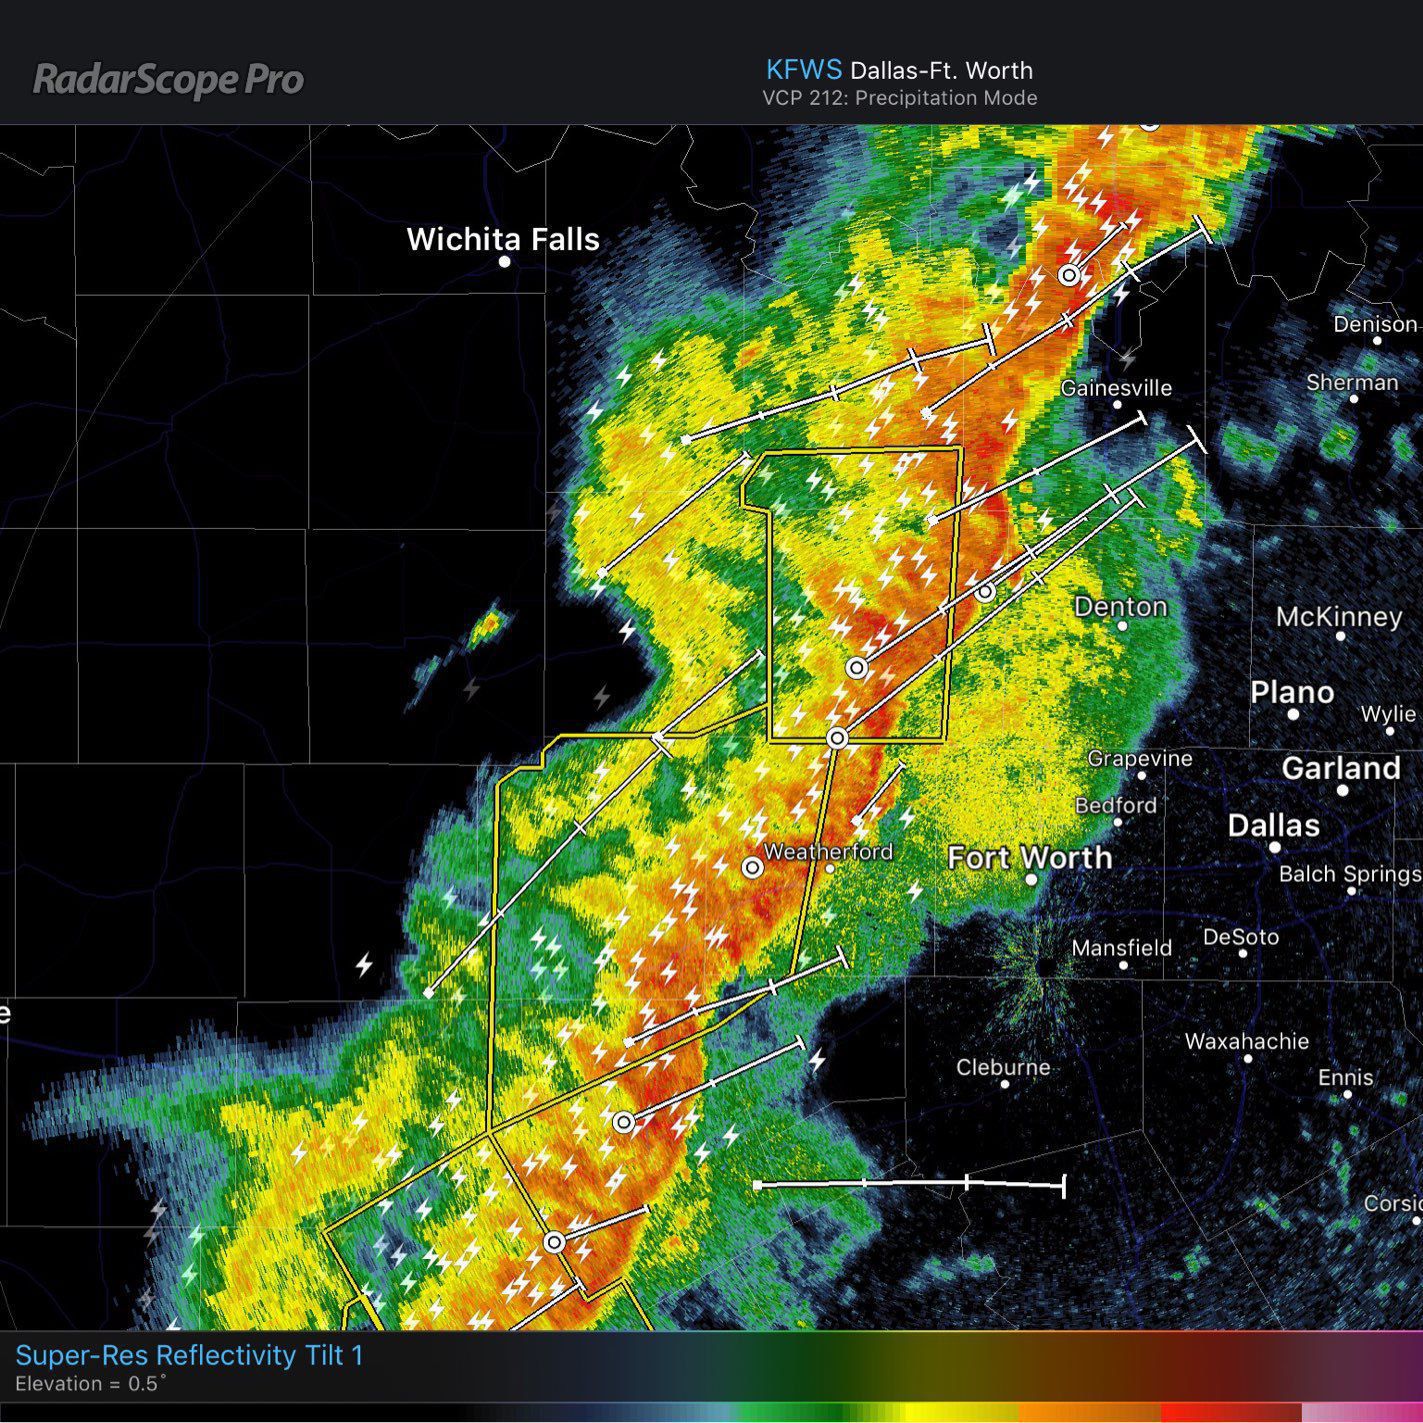 RadarScope Pro
KFWS Dallas-Ft. Worth
VCP 212: Precipitation Mode
Wichita Falls
Denison
Sherman
Gainesville
Denton
McKinney
Plano
Wylie
Grapevine
Garland
Bedford
Dallas
Weatherford
Fort Worth
Balch Springs
DeSoto
Mansfield
e
Waxahachie
Cleburne
Ennis
Corsic
Super-Res Reflectivity Tilt 1
Elevation = 0.5°